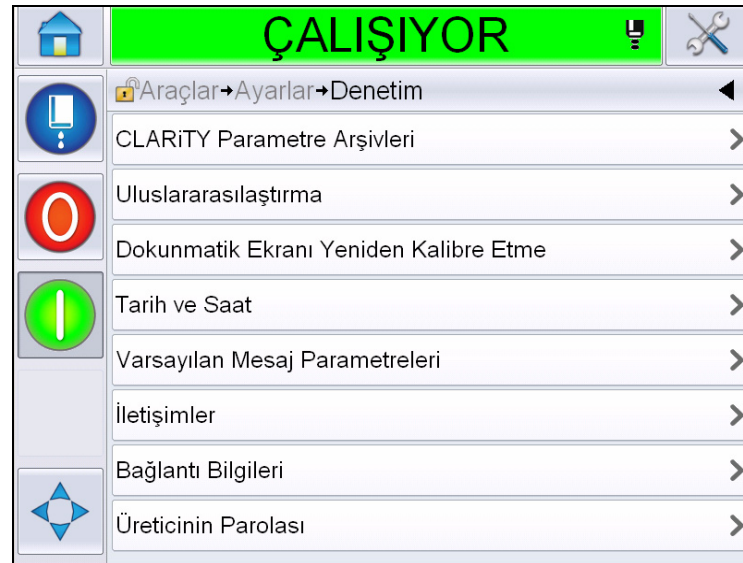 ÇALIŞIYOR
Araçlar→Ayarlar→Denetim
CLARiTY Parametre Arşivleri
Uluslararasılaştırma
Dokunmatik Ekranı Yeniden Kalibre Etme
Tarih ve Saat
Varsayılan Mesaj Parametreleri
İletişimler
Bağlantı Bilgileri
Üreticinin Parolası